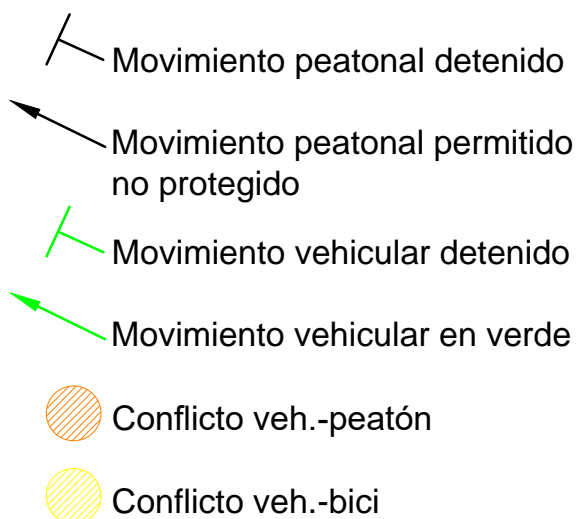 Movimiento peatonal detenido
Movimiento peatonal permitido
no protegido
Movimiento vehicular detenido
Movimiento vehicular en verde
Conflicto veh.-peatón
Conflicto veh.-bici